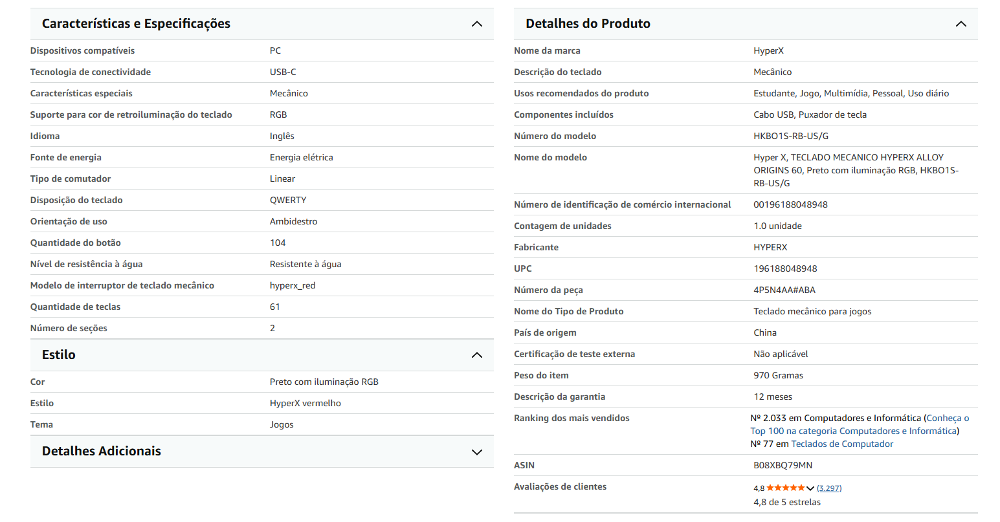 Características e Especificações
Dispositivos compatíveis PC
Tecnologia de conectividade USB-C
Características especiais Mecânico
Suporte para cor de retroiluminação do teclado RGB
Idioma Inglês
Fonte de energia Energia elétrica
Tipo de comutador Linear
Disposição do teclado QWERTY
Orientação de uso Ambidestro
Quantidade do botão 104
Nível de resistência à água Resistente à água
Modelo de interruptor de teclado mecânico hyperx_red
Quantidade de teclas 61
Número de seções 2
Estilo
Cor Preto com iluminação RGB
Estilo HyperX vermelho
Tema Jogos
Detalhes Adicionais
Detalhes do Produto
Nome da marca HyperX
Descrição do teclado Mecânico
Usos recomendados do produto Estudante, Jogo, Multimídia, Pessoal, Uso diário
Componentes incluídos Cabo USB, Puxador de tecla
Número do modelo HKBO1S-RB-US/G
Nome do modelo Hyper X, TECLADO MECANICO HYPERX ALLOY
ORIGINS 60, Preto com iluminação RGB, HKBO1S-
RB-US/G
Número de identificação de comércio internacional 00196188048948
Contagem de unidades 1.0 unidade
Fabricante HYPERX
UPC 196188048948
Número da peça 4P5N4AA#ABA
Nome do Tipo de Produto Teclado mecânico para jogos
País de origem China
Certificação de teste externa Não aplicável
Peso do item 970 Gramas
Descrição da garantia 12 meses
Ranking dos mais vendidos Nº 2.033 em Computadores e Informática (Conheça o
Top 100 na categoria Computadores e Informática)
Nº 77 em Teclados de Computador
ASIN B08XBQ79MN
Avaliações de clientes 4,8 (3.297)
4,8 de 5 estrelas